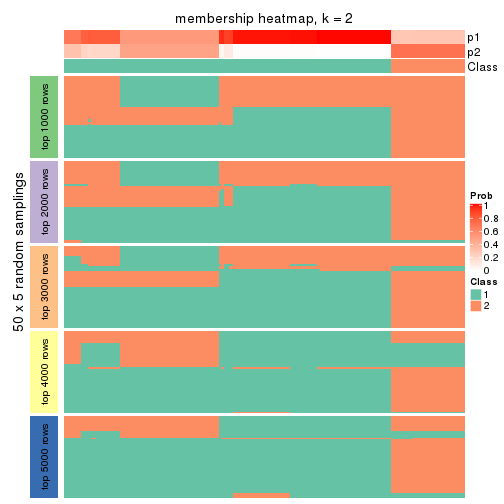 membership heatmap, k = 2
p1
p2
Class
50 x 5 random samplings
top 1000 rows
top 2000 rows
top 3000 rows
top 4000 rows
top 5000 rows
Prob
1
0.8
0.6
0.4
0.2
0
Class
1
2